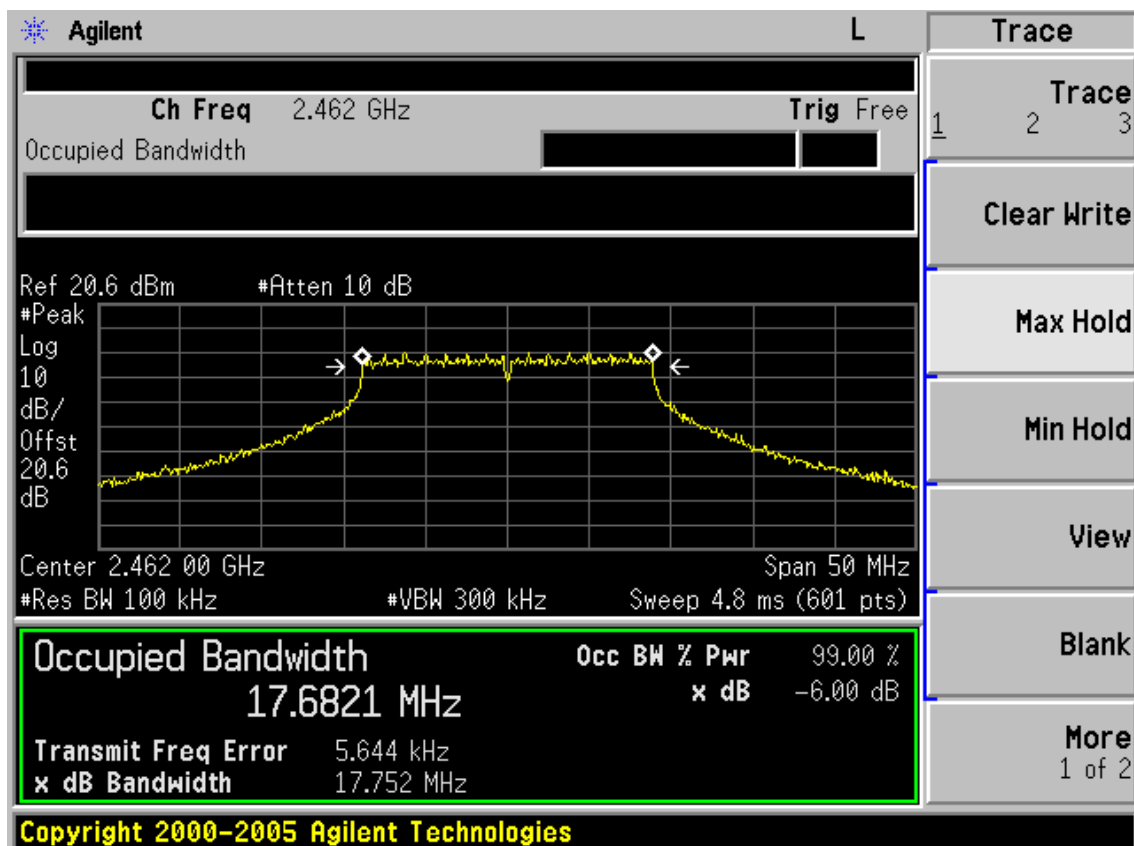 Agilent L Trace
Ch Freq 2.462 GHz Trig Free
Occupied Bandwidth
Trace
1 2 3
Clear Write
Max Hold
Min Hold
View
Blank
More
1 of 2
Ref 20.6 dBm #Atten 10 dB
#Peak
Log
10
dB/
Offst
20.6
dB
Center 2.462 00 GHz Span 50 MHz
#Res BW 100 kHz #VBW 300 kHz Sweep 4.8 ms (601 pts)
Occupied Bandwidth Occ BW % Pwr 99.00 %
17.6821 MHz x dB -6.00 dB
Transmit Freq Error 5.644 kHz
x dB Bandwidth 17.752 MHz
Copyright 2000-2005 Agilent Technologies